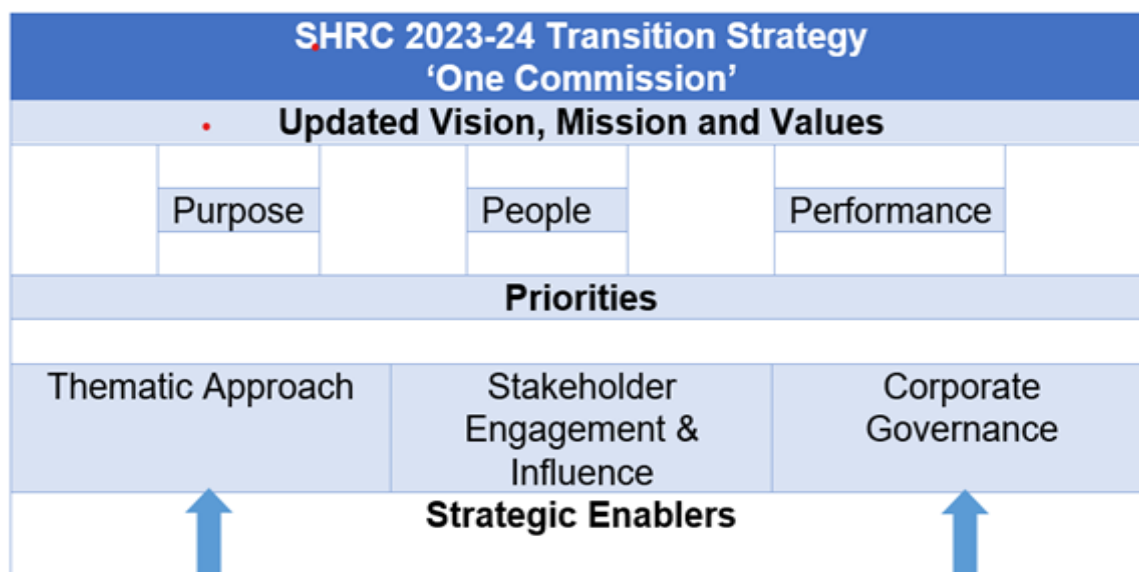 SHRC 2023-24 Transition Strategy
‘One Commission’
Updated Vision, Mission and Values
Purpose People Performance
Priorities
Thematic Approach
Stakeholder
Engagement &
Influence
Corporate
Governance
Strategic Enablers